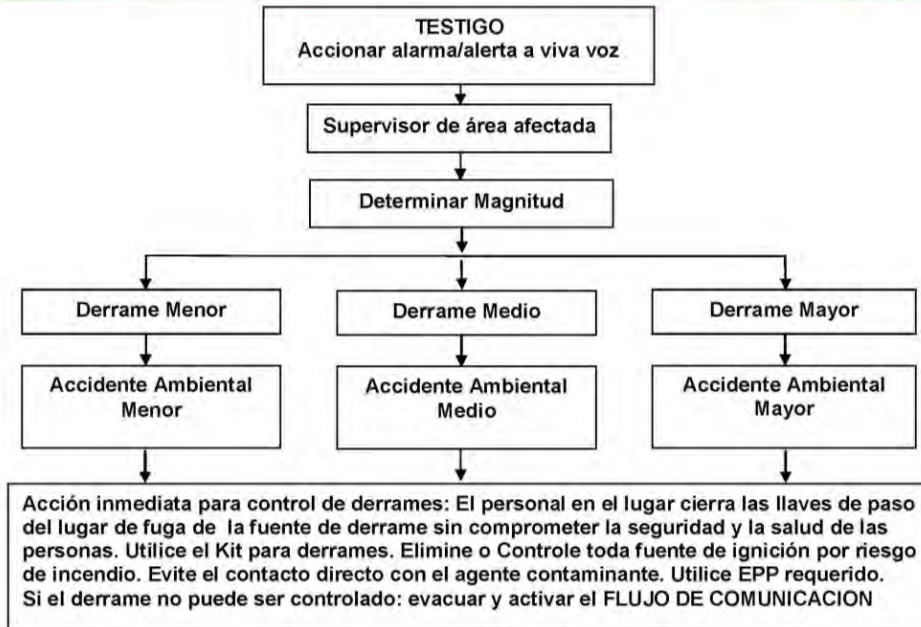 TESTIGO
Accionar alarma/alerta a viva voz
Supervisor de área afectada
Determinar Magnitud
Derrame Menor
Derrame Medio
Derrame Mayor
Accidente Ambiental
Menor
Accidente Ambiental
Medio
Accidente Ambiental
Mayor
Acción inmediata para control de derrames: El personal en el lugar cierra las llaves de paso
del lugar de fuga de la fuente de derrame sin comprometer la seguridad y la salud de las
personas. Utilice el Kit para derrames. Elimine o Controle toda fuente de ignición por riesgo
de incendio. Evite el contacto directo con el agente contaminante. Utilice EPP requerido.
Si el derrame no puede ser controlado: evacuar y activar el FLUJO DE COMUNICACION